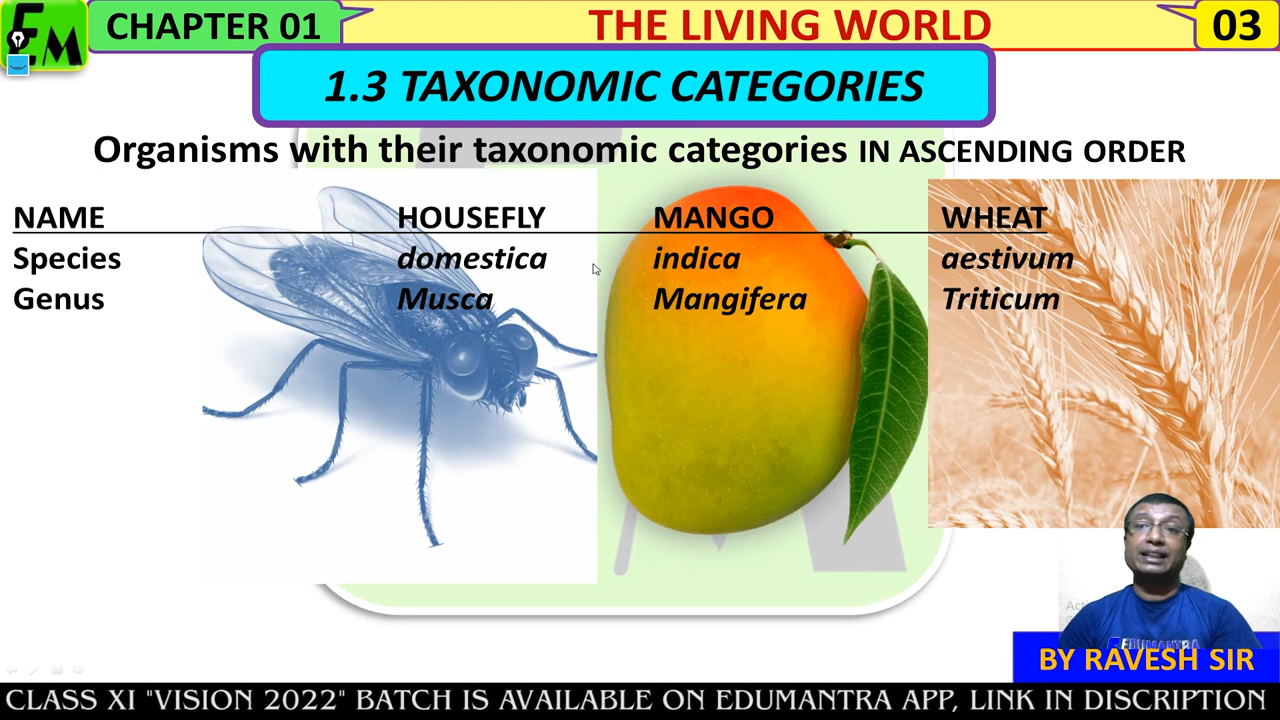 EM
CHAPTER 01
THE LIVING WORLD
03
1.3 TAXONOMIC CATEGORIES
Organisms with their taxonomic categories IN ASCENDING ORDER
NAME HOUSEFLY MANGO WHEAT
Species domestica indica aestivum
Genus Musca Mangifera Triticum
EDUMANTRA
BY RAVESH SIR
CLASS XI "VISION 2022" BATCH IS AVAILABLE ON EDUMANTRA APP, LINK IN DISCRIPTION